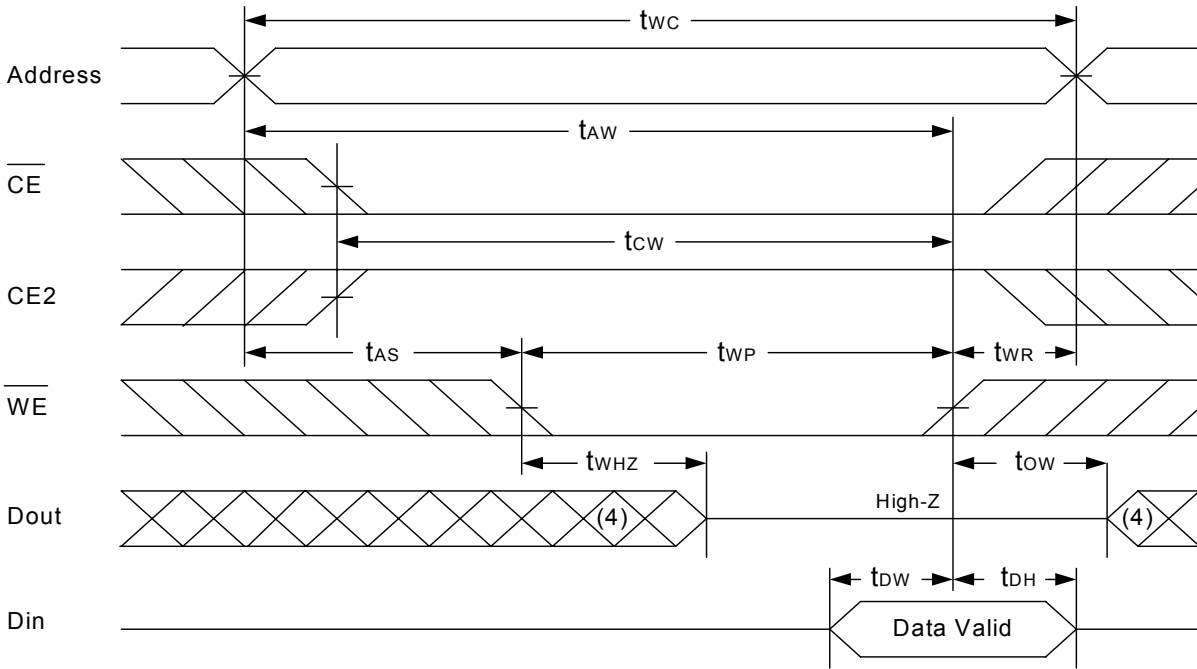 tWC
Address
tAW
CE
tCW
CE2
tAS tWP tWR
WE
tWHZ tOW
Dout (4) High-Z (4)
tDW tDH
Din Data Valid